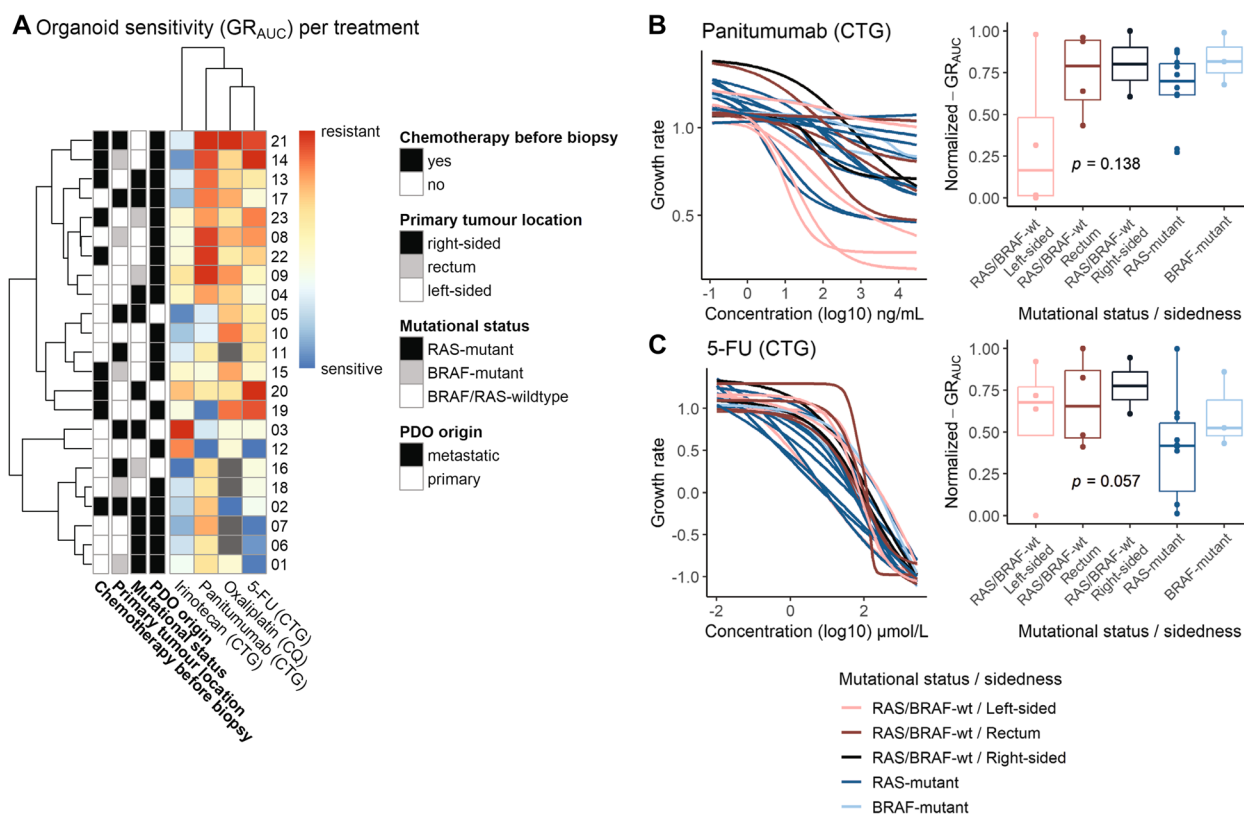 A Organoid sensitivity (GRAUC) per treatment
resistant
sensitive
21
14
13
17
23
08
22
09
04
05
10
11
15
20
19
03
12
16
18
02
07
06
01
Chemotherapy before biopsy
Primary tumour location
Mutational status
PDO origin
Irinotecan (CTG)
Panitumumab (CTG)
Oxaliplatin (CQ)
5-FU (CTG)
Chemotherapy before biopsy
yes
no
Primary tumour location
right-sided
rectum
left-sided
Mutational status
RAS-mutant
BRAF-mutant
BRAF/RAS-wildtype
PDO origin
metastatic
primary
B Panitumumab (CTG)
Growth rate
1.0
0.5
-1 0 1 2 3 4
Concentration (log10) ng/mL
Normalized – GRAUC
1.00
0.75
0.50
0.25
0.00
p = 0.138
RAS/BRAF-wt
Left-sided
RAS/BRAF-wt
Rectum
RAS/BRAF-wt
Right-sided
RAS-mutant
BRAF-mutant
Mutational status / sidedness
C 5-FU (CTG)
Growth rate
1.0
0.5
0.0
-0.5
-1.0
-2 0 2
Concentration (log10) µmol/L
Normalized – GRAUC
1.00
0.75
0.50
0.25
0.00
p = 0.057
RAS/BRAF-wt
Left-sided
RAS/BRAF-wt
Rectum
RAS/BRAF-wt
Right-sided
RAS-mutant
BRAF-mutant
Mutational status / sidedness
Mutational status / sidedness
RAS/BRAF-wt / Left-sided
RAS/BRAF-wt / Rectum
RAS/BRAF-wt / Right-sided
RAS-mutant
BRAF-mutant